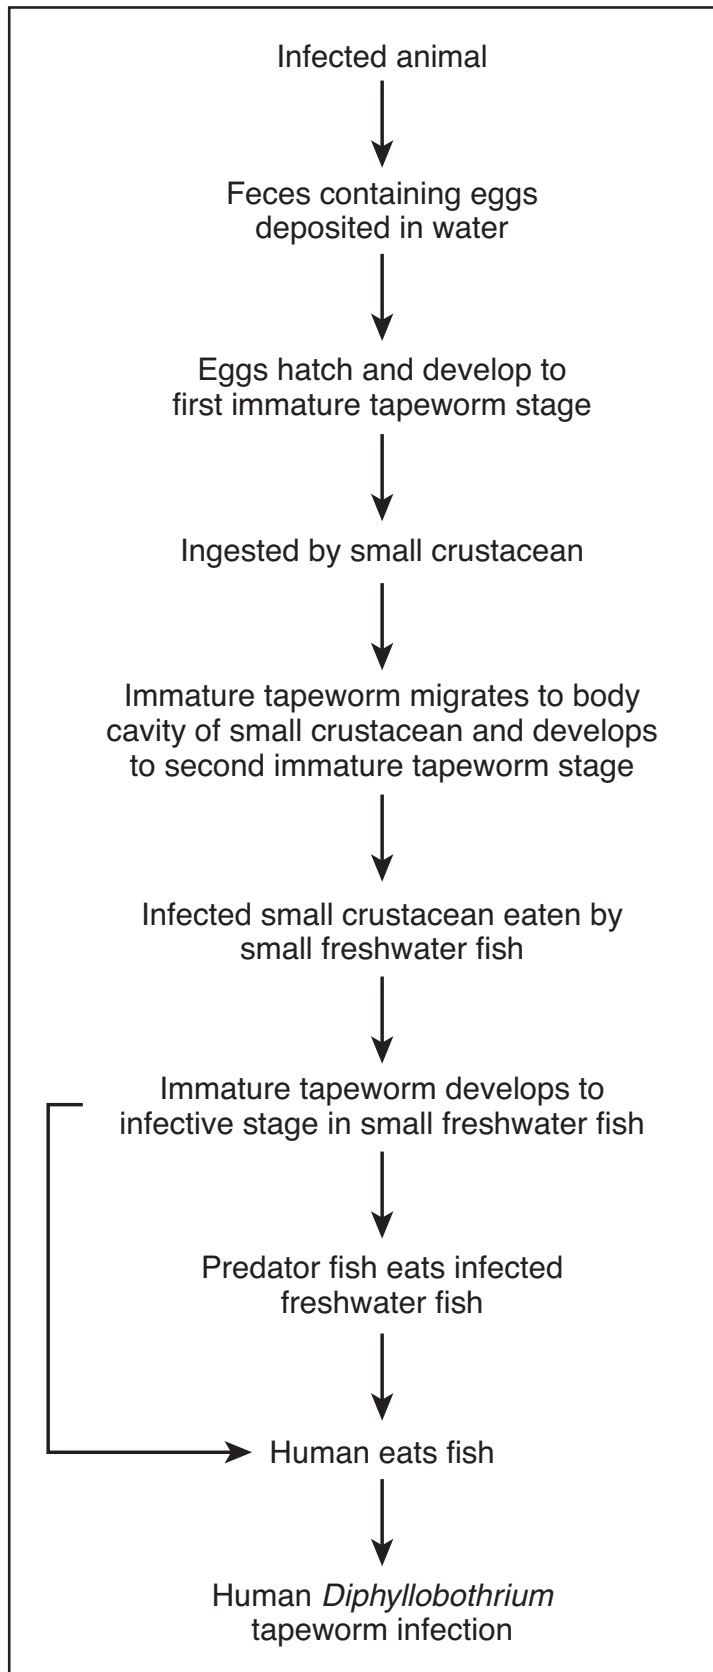 Infected animal
Feces containing eggs
deposited in water
Eggs hatch and develop to
first immature tapeworm stage
Ingested by small crustacean
Immature tapeworm migrates to body
cavity of small crustacean and develops
to second immature tapeworm stage
Infected small crustacean eaten by
small freshwater fish
Immature tapeworm develops to
infective stage in small freshwater fish
Predator fish eats infected
freshwater fish
Human eats fish
Human Diphyllobothrium
tapeworm infection